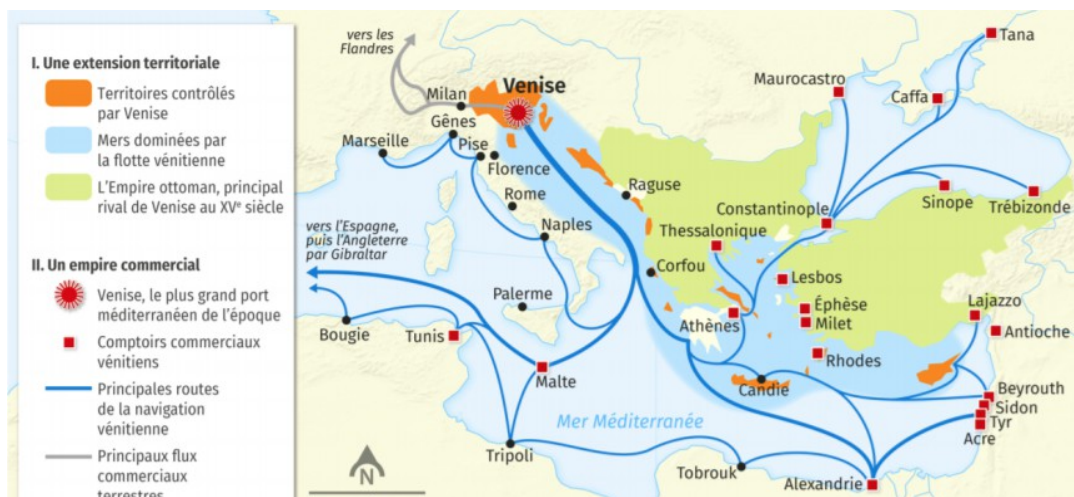 I. Une extension territoriale
Territoires contrôlés
par Venise
Mers dominées par
la flotte vénitienne
L'Empire ottoman, principal
rival de Venise au XVe siècle
II. Un empire commercial
Venise, le plus grand port
méditerranéen de l'époque
Comptoirs commerciaux
vénitiens
Principales routes
de la navigation
vénitienne
Principaux flux
commerciaux
terrestres
vers les
Flandres
Venise
Milan
Gênes
Marseille
Pise
Florence
Rome
Naples
Raguse
vers l'Espagne,
puis l'Angleterre
par Gibraltar
Palerme
Bougie
Tunis
Malte
Tripoli
Tobrouk
Alexandrie
Mer Méditerranée
Corfou
Thessalonique
Athènes
Candie
Constantinople
Lesbos
Éphèse
Milet
Rhodes
Maurocastro
Caffa
Tana
Sinope
Trébizonde
Lajazzo
Antioche
Beyrouth
Sidon
Tyr
Acre
N